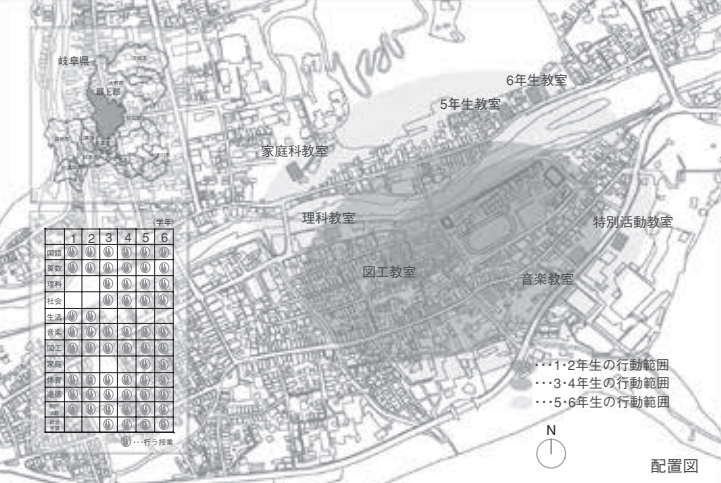 岐阜県
郡上郡
6年生教室
5年生教室
家庭科教室
理科教室
特別活動教室
図工教室
音楽教室
(学年)
1 2 3 4 5 6
国語
算数
理科
社会
生活
音楽
図工
家庭
体育
道徳
…行う授業
…1・2年生の行動範囲
…3・4年生の行動範囲
…5・6年生の行動範囲
N
配置図